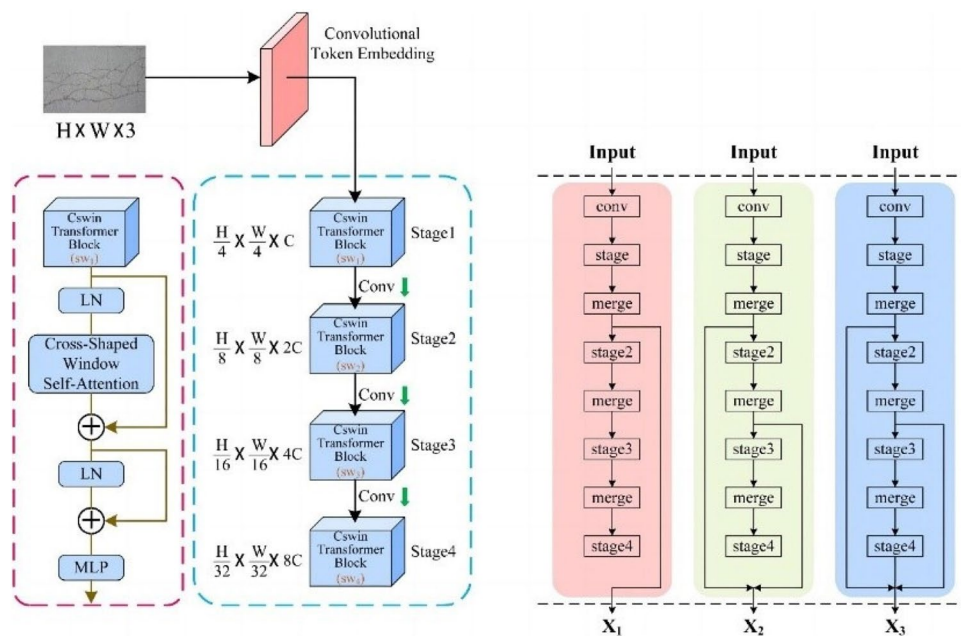 Convolutional
Token Embedding
H X W X 3
Cswin
Transformer
Block
(sw₁)
LN
Cross-Shaped
Window
Self-Attention
LN
MLP
H/4 X W/4 X C
Cswin
Transformer
Block
(sw₁)
Stage1
Conv
H/8 X W/8 X 2C
Cswin
Transformer
Block
(sw₂)
Stage2
Conv
H/16 X W/16 X 4C
Cswin
Transformer
Block
(sw₃)
Stage3
Conv
H/32 X W/32 X 8C
Cswin
Transformer
Block
(sw₄)
Stage4
Input
conv
stage
merge
stage2
merge
stage3
merge
stage4
X₁
Input
conv
stage
merge
stage2
merge
stage3
merge
stage4
X₂
Input
conv
stage
merge
stage2
merge
stage3
merge
stage4
X₃